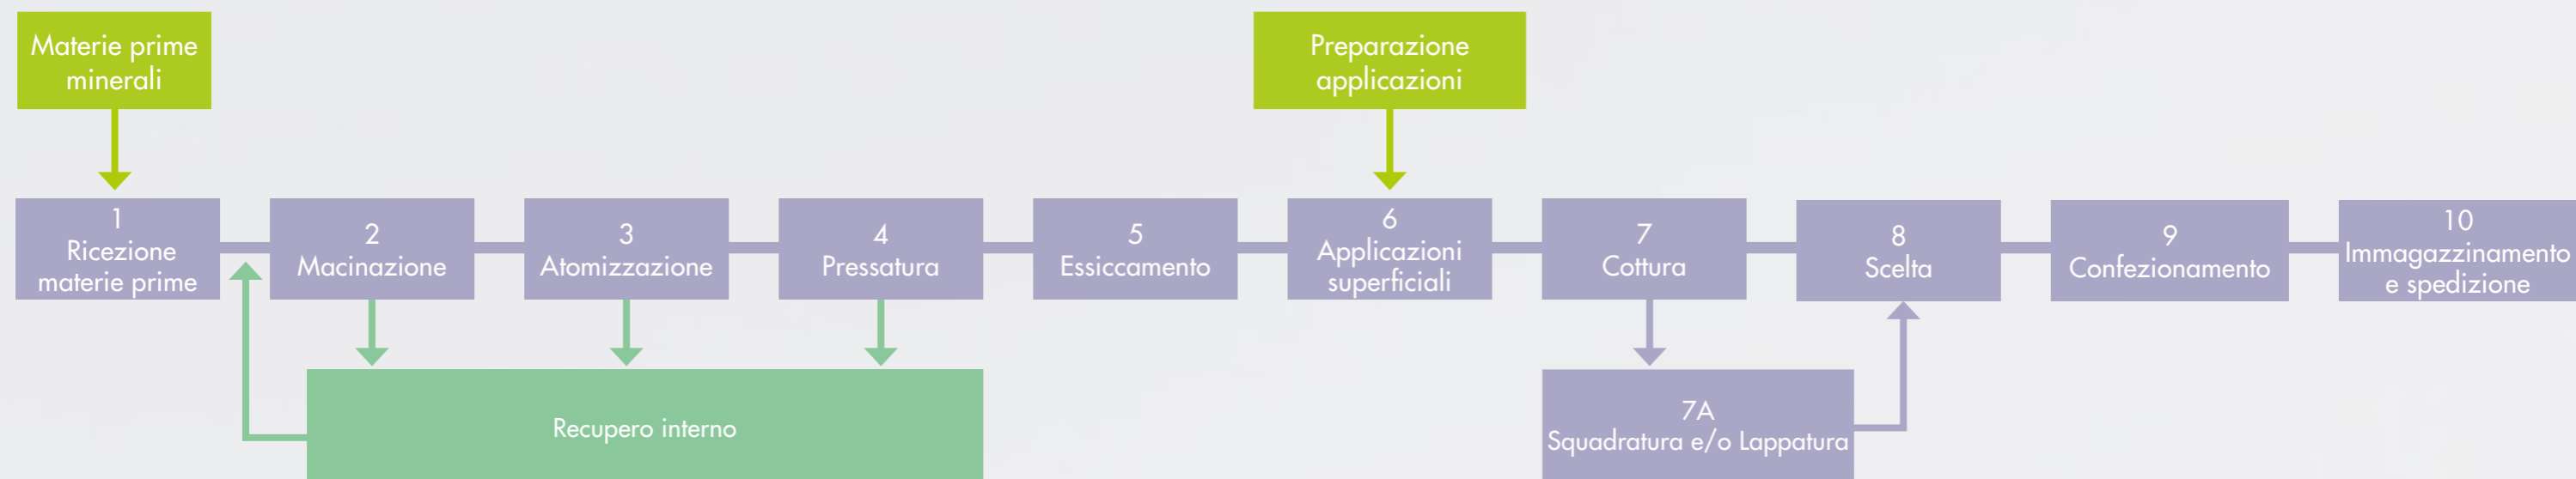 Materie prime
minerali
Preparazione
applicazioni
1
Ricezione
materie prime
2
Macinazione
3
Atomizzazione
4
Pressatura
5
Essiccamento
6
Applicazioni
superficiali
7
Cottura
8
Scelta
9
Confezionamento
10
Immagazzinamento
e spedizione
Recupero interno
7A
Squadratura e/o Lappatura